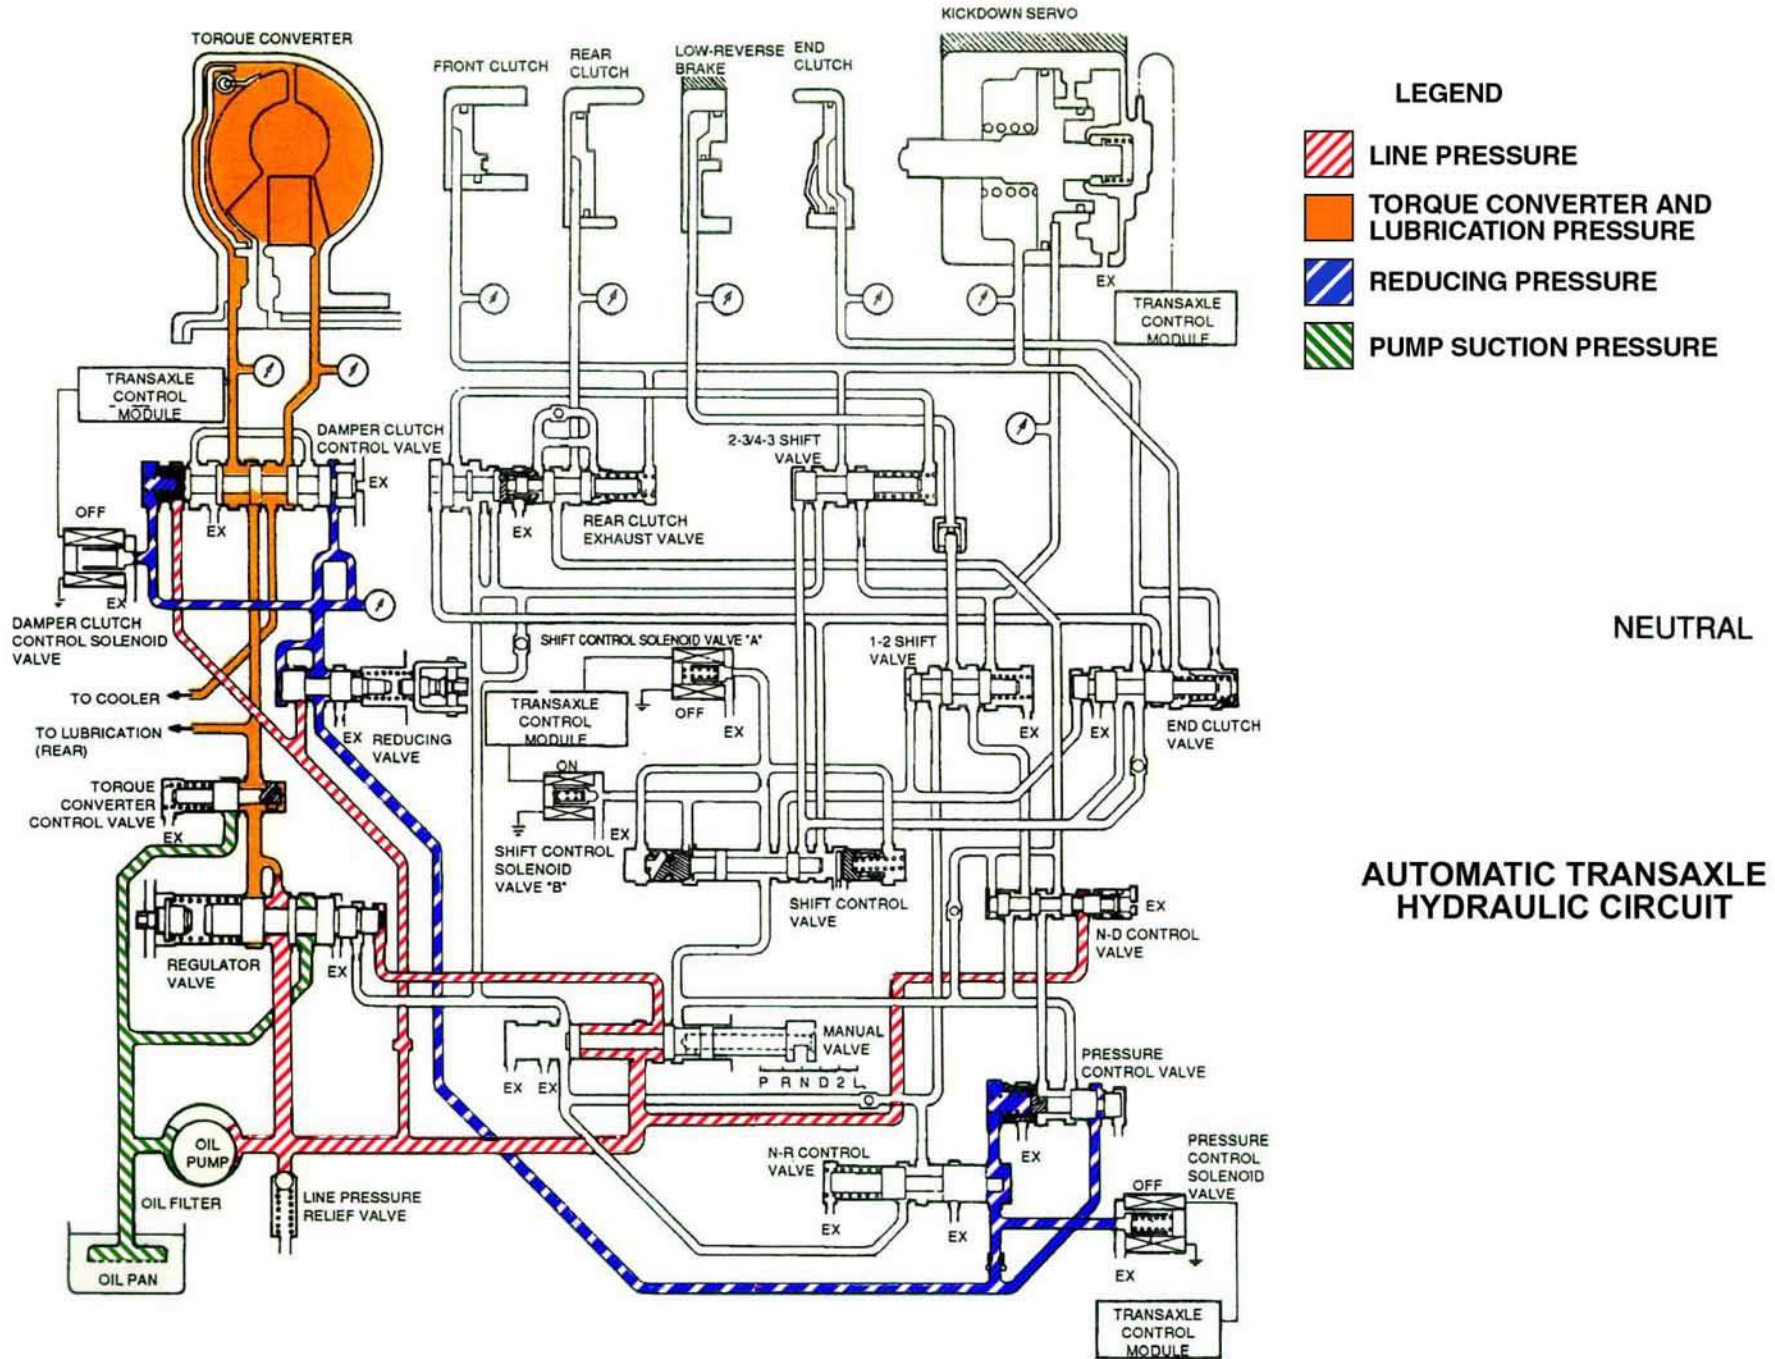 KICKDOWN SERVO
TORQUE CONVERTER
FRONT CLUTCH
REAR
CLUTCH
LOW-REVERSE
BRAKE
END
CLUTCH
EX
TRANSAXLE
CONTROL
MODULE
LEGEND
LINE PRESSURE
TORQUE CONVERTER AND
LUBRICATION PRESSURE
REDUCING PRESSURE
PUMP SUCTION PRESSURE
TRANSAXLE
CONTROL
MODULE
DAMPER CLUTCH
CONTROL VALVE
EX
OFF
EX
EX
DAMPER CLUTCH
CONTROL SOLENOID
VALVE
2-3/4-3 SHIFT
VALVE
EX
REAR CLUTCH
EXHAUST VALVE
NEUTRAL
SHIFT CONTROL SOLENOID VALVE "A"
OFF
EX
TRANSAXLE
CONTROL
MODULE
1-2 SHIFT
VALVE
EX
EX
END CLUTCH
VALVE
TO COOLER
TO LUBRICATION
(REAR)
EX
REDUCING
VALVE
TORQUE
CONVERTER
CONTROL VALVE
EX
ON
EX
SHIFT CONTROL
SOLENOID
VALVE "B"
SHIFT CONTROL
VALVE
EX
N-D CONTROL
VALVE
AUTOMATIC TRANSAXLE
HYDRAULIC CIRCUIT
REGULATOR
VALVE
EX
MANUAL
VALVE
P R N D 2 L
EX EX
PRESSURE
CONTROL VALVE
EX
OIL
PUMP
OIL FILTER
LINE PRESSURE
RELIEF VALVE
OIL PAN
N-R CONTROL
VALVE
EX
EX
PRESSURE
CONTROL
SOLENOID
VALVE
OFF
EX
TRANSAXLE
CONTROL
MODULE